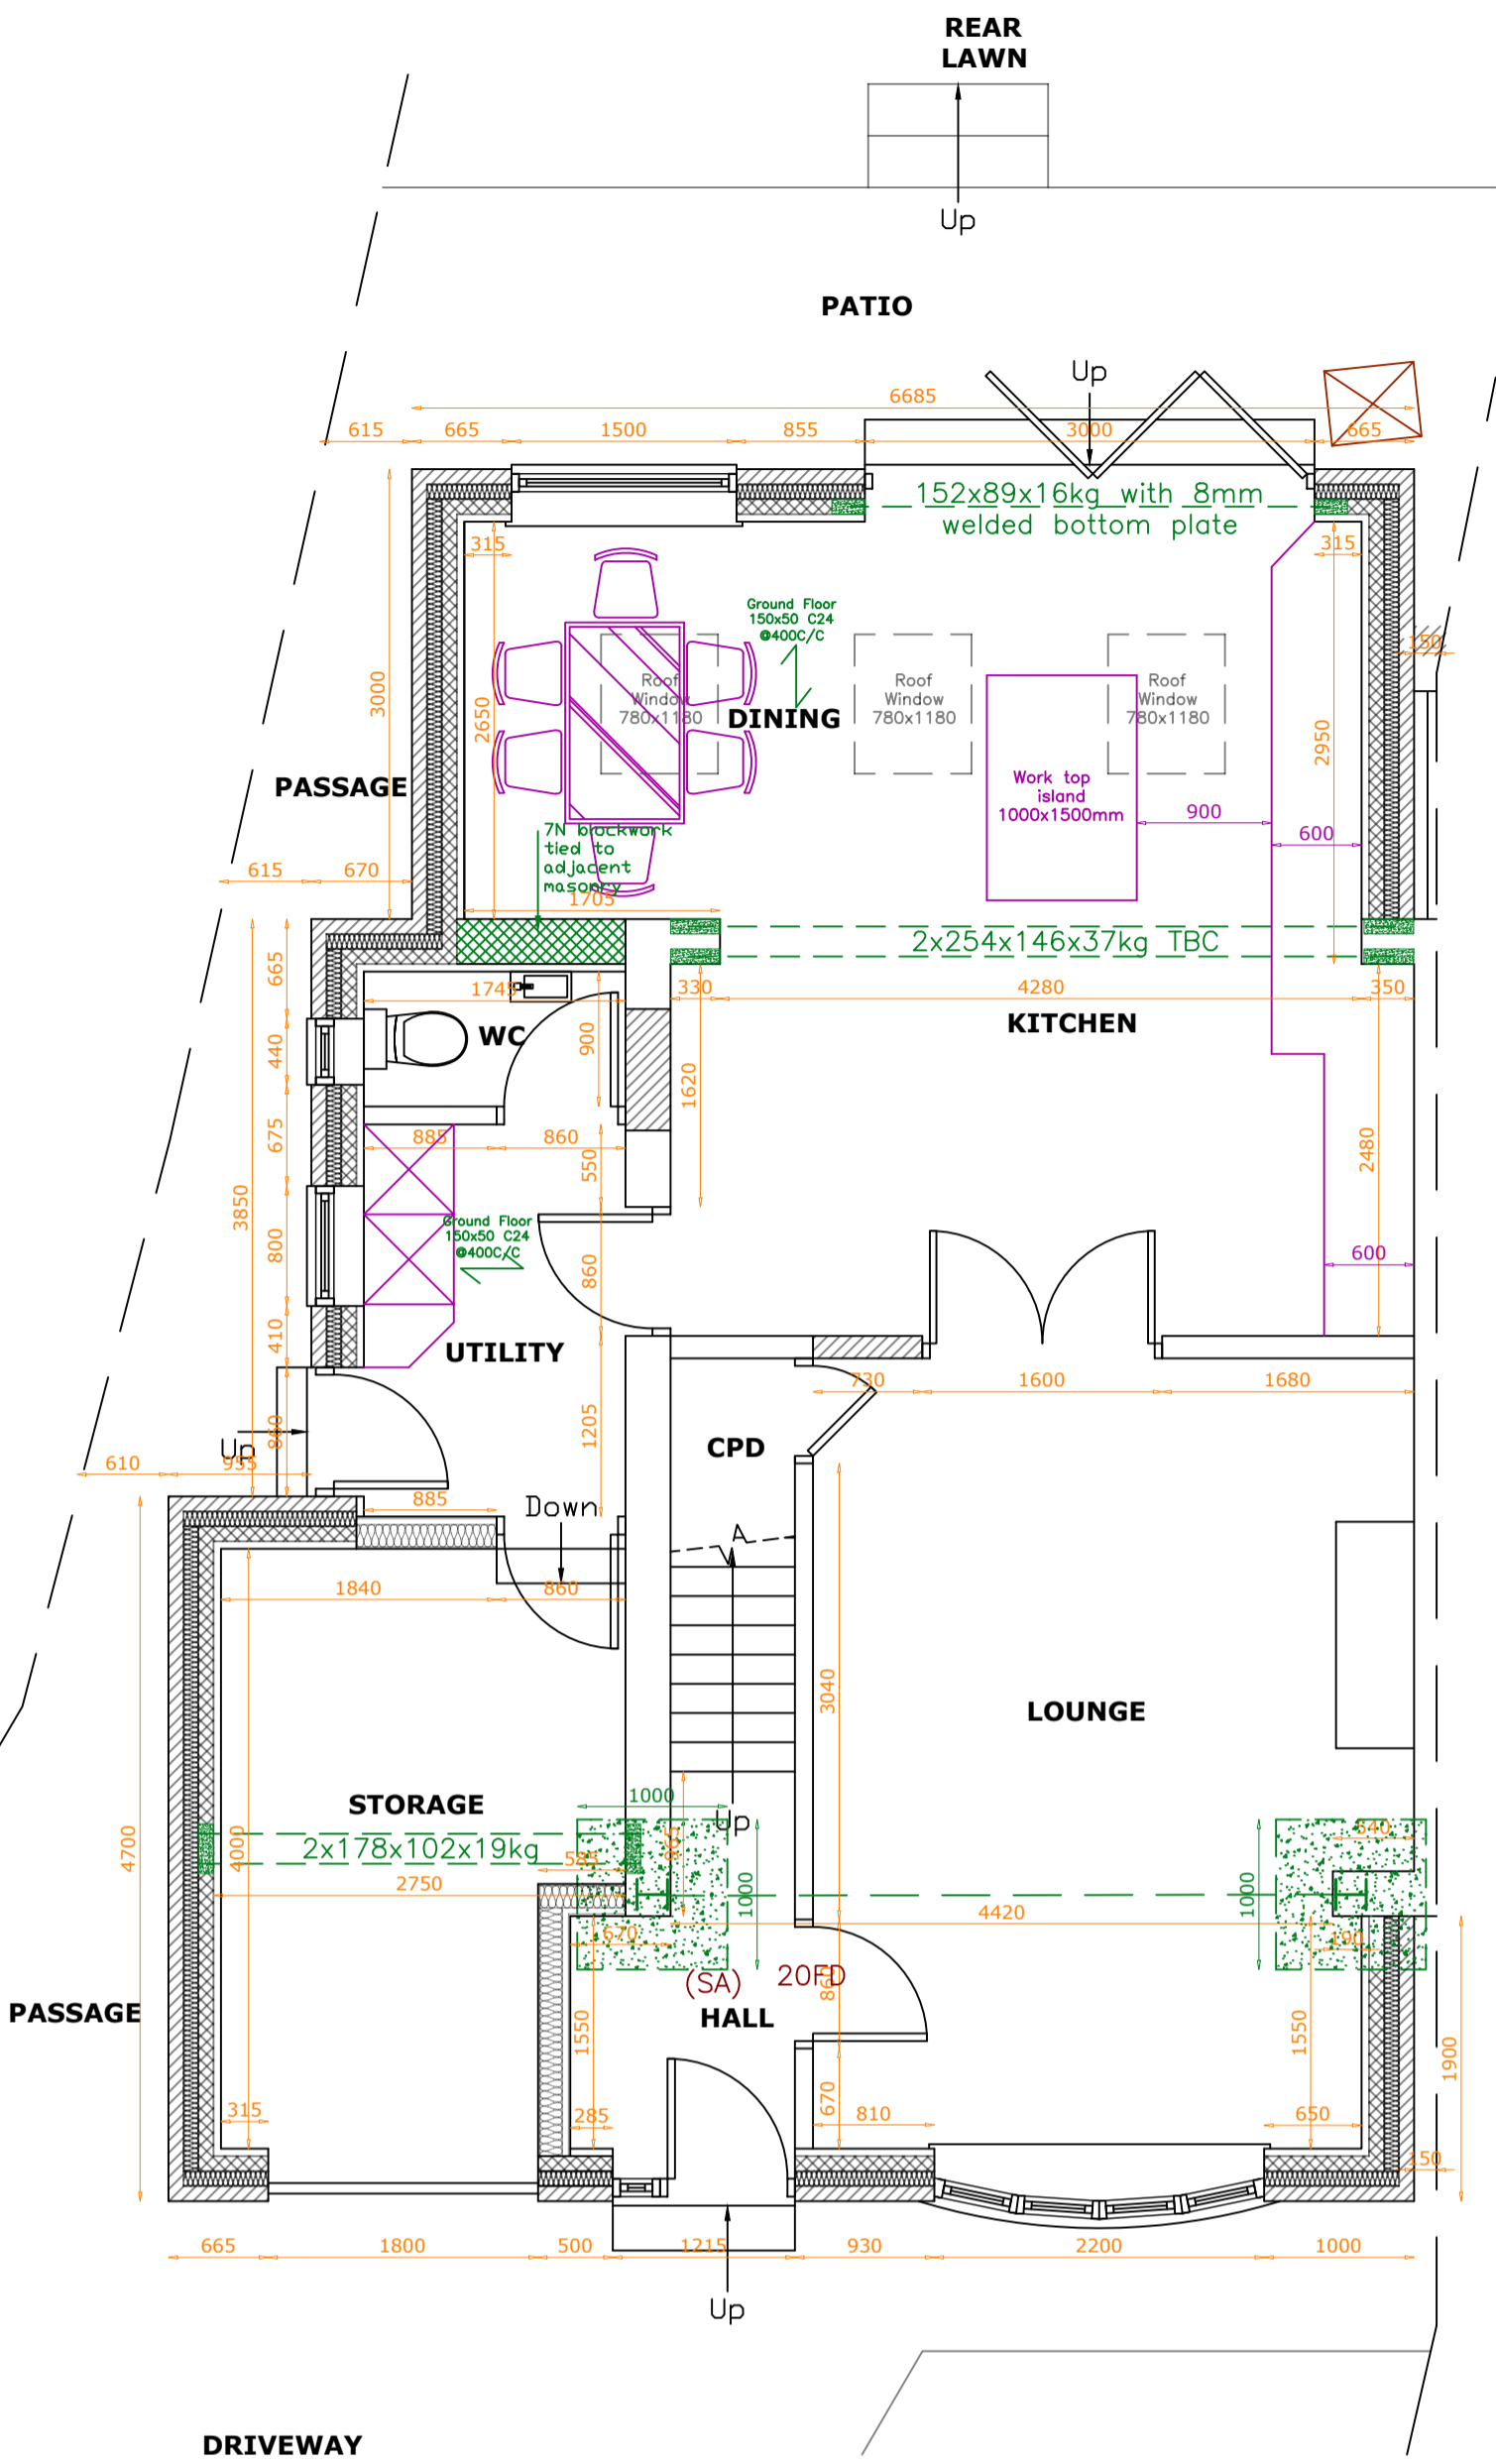 REAR
LAWN
Up
PATIO
Up
6685
615
665
1500
855
3000
665
152x89x16kg with 8mm
welded bottom plate
315
315
Ground Floor
150x50 C24
@400C/C
150
Roof
Window
780x1180
Roof
Window
780x1180
Roof
Window
780x1180
3000
2650
DINING
2950
PASSAGE
Work top
island
1000x1500mm
900
600
7N blockwork
tied to
adjacent
masonry
615
670
1705
2x254x146x37kg TBC
665
1745
330
4280
350
WC
900
KITCHEN
440
1620
675
885
860
550
2480
3850
800
Ground Floor
150x50 C24
@400C/C
860
600
410
UTILITY
730
1600
1680
860
1205
CPD
Up
610
955
885
Down
1840
860
3040
LOUNGE
STORAGE
1000
Up
4700
4000
2x178x102x19kg
585
965
1000
1000
540
2750
4420
670
190
(SA)
20FD
860
HALL
PASSAGE
1550
1550
1900
670
315
285
810
650
150
665
1800
500
1215
930
2200
1000
Up
DRIVEWAY